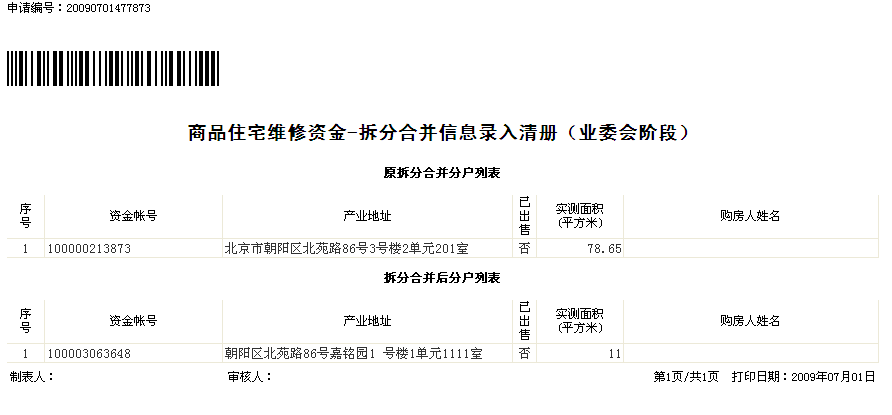 申请编号：20090701477873
商品住宅维修资金-拆分合并信息录入清册（业委会阶段）
原拆分合并分户列表
序号 资金帐号 产业地址 已出售 实测面积(平方米) 购房人姓名
1 100000213873 北京市朝阳区北苑路86号3号楼2单元201室 否 78.65
拆分合并后分户列表
序号 资金帐号 产业地址 已出售 实测面积(平方米) 购房人姓名
1 100003063648 朝阳区北苑路86号嘉铭园1 号楼1单元1111室 否 11
制表人： 审核人： 第1页/共1页 打印日期：2009年07月01日